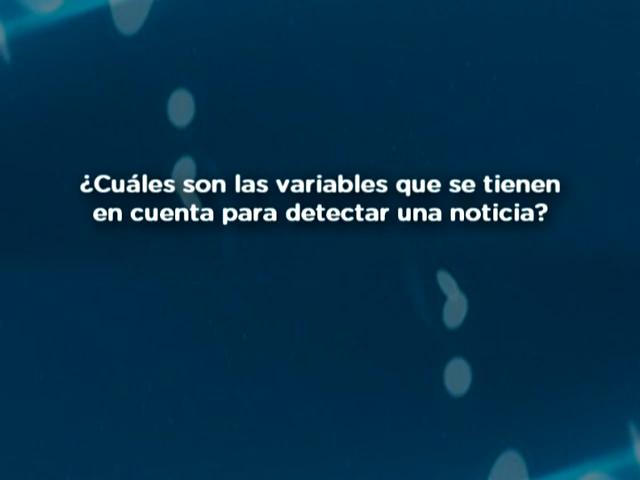 ¿Cuáles son las variables que se tienen
en cuenta para detectar una noticia?